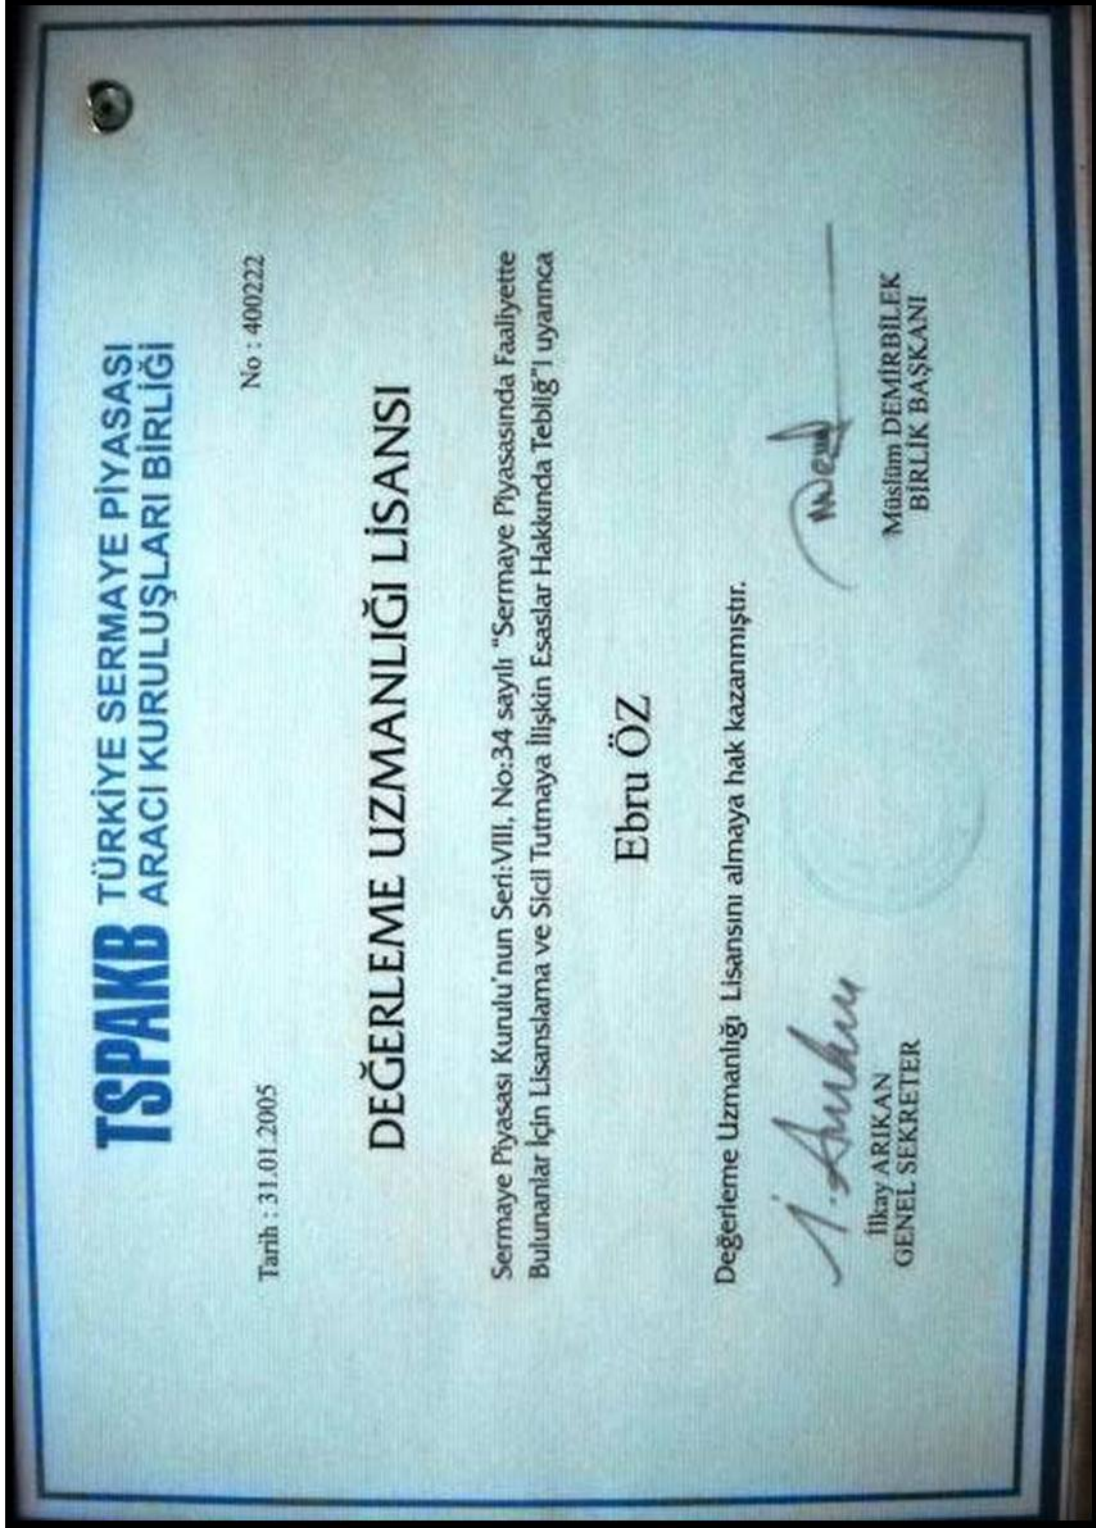 TSPAKB TÜRKİYE SERMAYE PİYASASI
ARACI KURULUŞLARI BİRLİĞİ
Tarih : 31.01.2005
No : 400222
DEĞERLEME UZMANLIĞI LİSANSI
Sermaye Piyasası Kurulu'nun Seri:VIII, No:34 sayılı "Sermaye Piyasasında Faaliyette
Bulunanlar İçin Lisanslama ve Sicil Tutmaya İlişkin Esaslar Hakkında Tebliğ"i uyarınca
Ebru ÖZ
Değerleme Uzmanlığı Lisansını almaya hak kazanmıştır.
İ. Arıkan
İlkay ARIKAN
GENEL SEKRETER
Müslüm DEMİRBİLEK
BİRLİK BAŞKANI